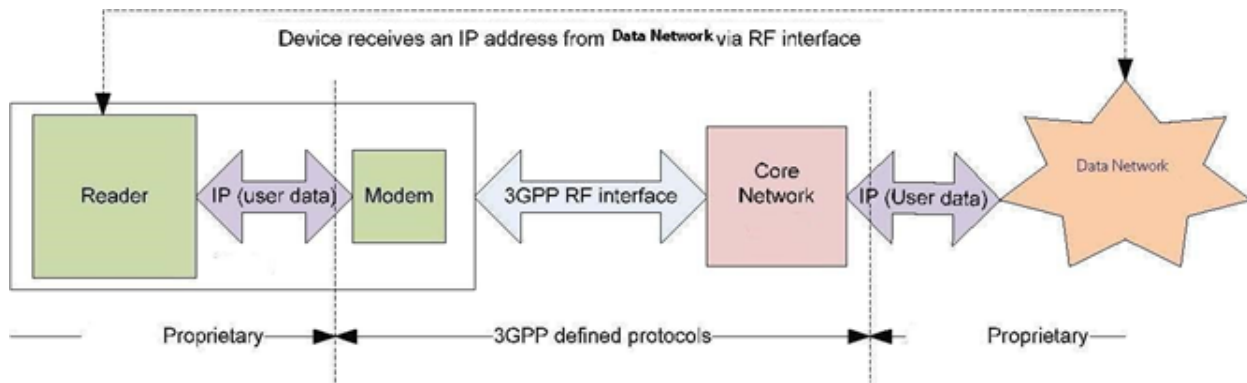 Device receives an IP address from Data Network via RF interface
Reader
IP (user data)
Modem
3GPP RF interface
Core
Network
IP (User data)
Data Network
Proprietary
3GPP defined protocols
Proprietary